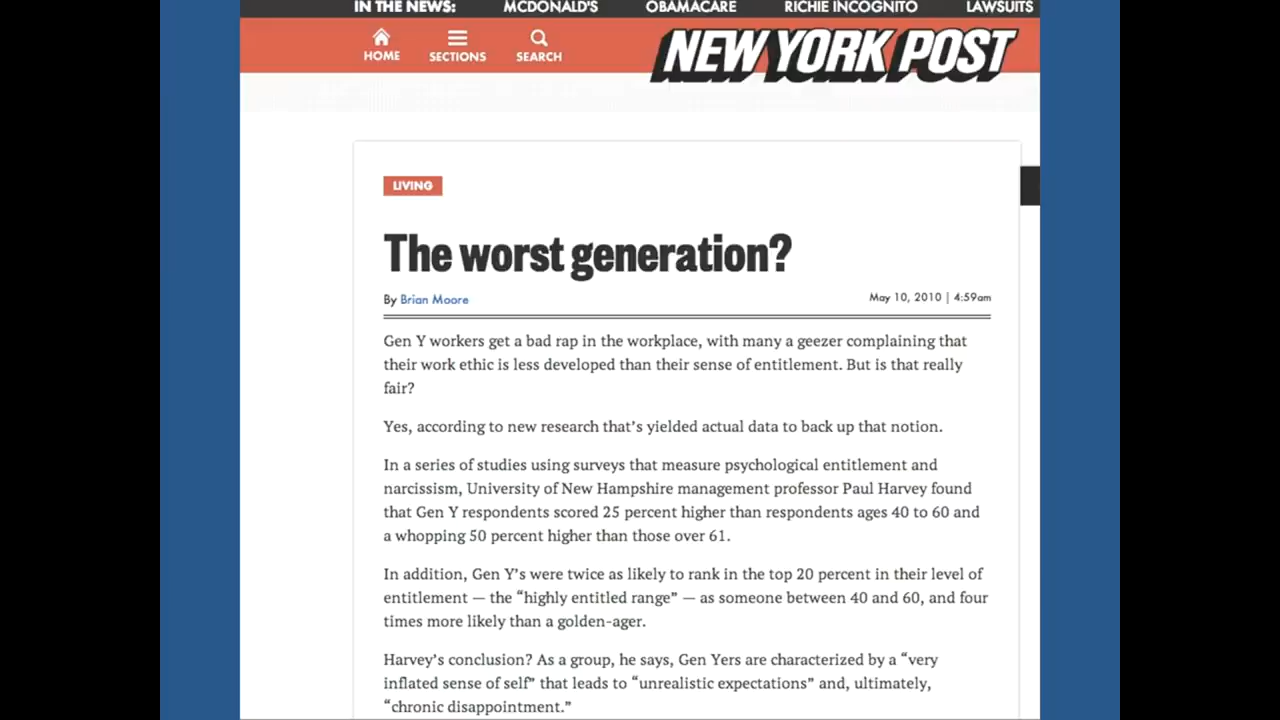 IN THE NEWS: MCDONALD'S OBAMACARE RICHIE INCOGNITO LAWSUITS
HOME SECTIONS SEARCH NEW YORK POST
LIVING
The worst generation?
By Brian Moore May 10, 2010 | 4:59am
Gen Y workers get a bad rap in the workplace, with many a geezer complaining that
their work ethic is less developed than their sense of entitlement. But is that really
fair?
Yes, according to new research that’s yielded actual data to back up that notion.
In a series of studies using surveys that measure psychological entitlement and
narcissism, University of New Hampshire management professor Paul Harvey found
that Gen Y respondents scored 25 percent higher than respondents ages 40 to 60 and
a whopping 50 percent higher than those over 61.
In addition, Gen Y’s were twice as likely to rank in the top 20 percent in their level of
entitlement — the “highly entitled range” — as someone between 40 and 60, and four
times more likely than a golden-ager.
Harvey’s conclusion? As a group, he says, Gen Yers are characterized by a “very
inflated sense of self” that leads to “unrealistic expectations” and, ultimately,
“chronic disappointment.”